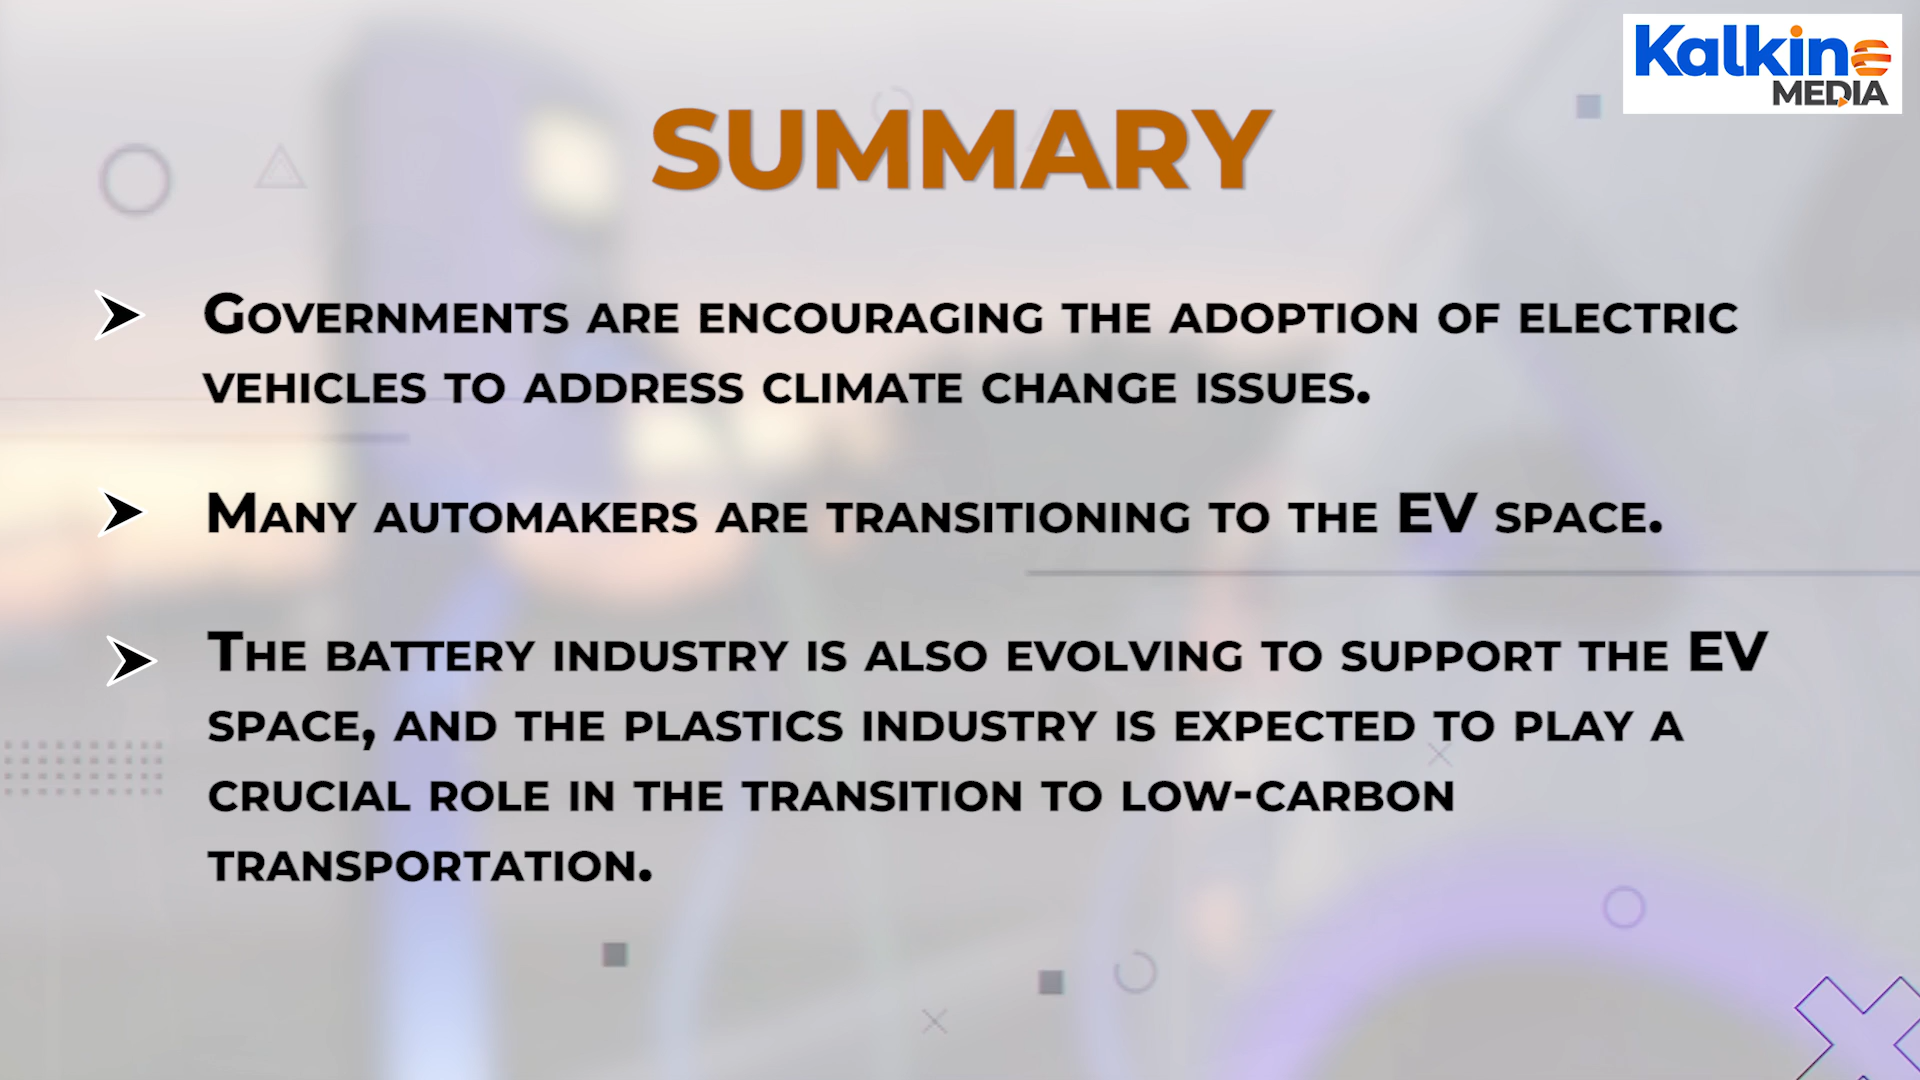 Kalkine
MEDIA
SUMMARY
Governments are encouraging the adoption of electric
vehicles to address climate change issues.
Many automakers are transitioning to the EV space.
The battery industry is also evolving to support the EV
space, and the plastics industry is expected to play a
crucial role in the transition to low-carbon
transportation.